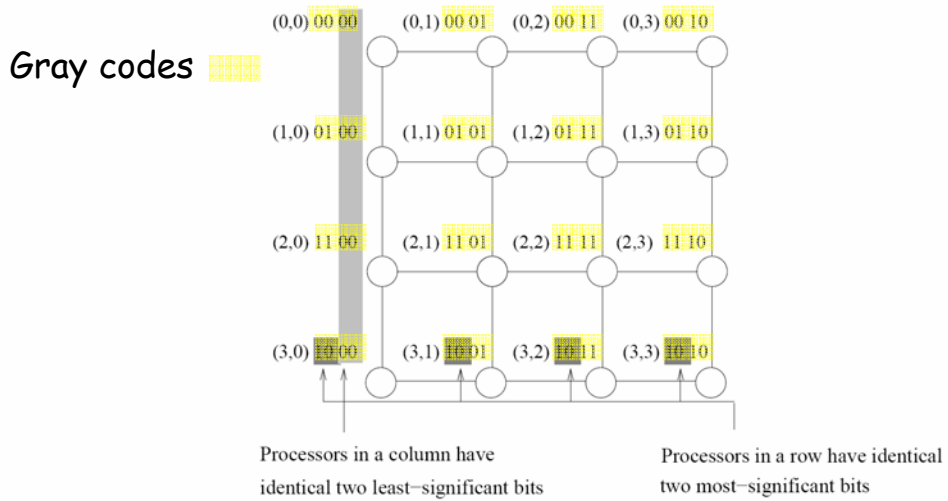 (0,0) 00 00 (0,1) 00 01 (0,2) 00 11 (0,3) 00 10
Gray codes
(1,0) 01 00 (1,1) 01 01 (1,2) 01 11 (1,3) 01 10
(2,0) 11 00 (2,1) 11 01 (2,2) 11 11 (2,3) 11 10
(3,0) 10 00 (3,1) 10 01 (3,2) 10 11 (3,3) 10 10
Processors in a column have
identical two least−significant bits
Processors in a row have identical
two most−significant bits